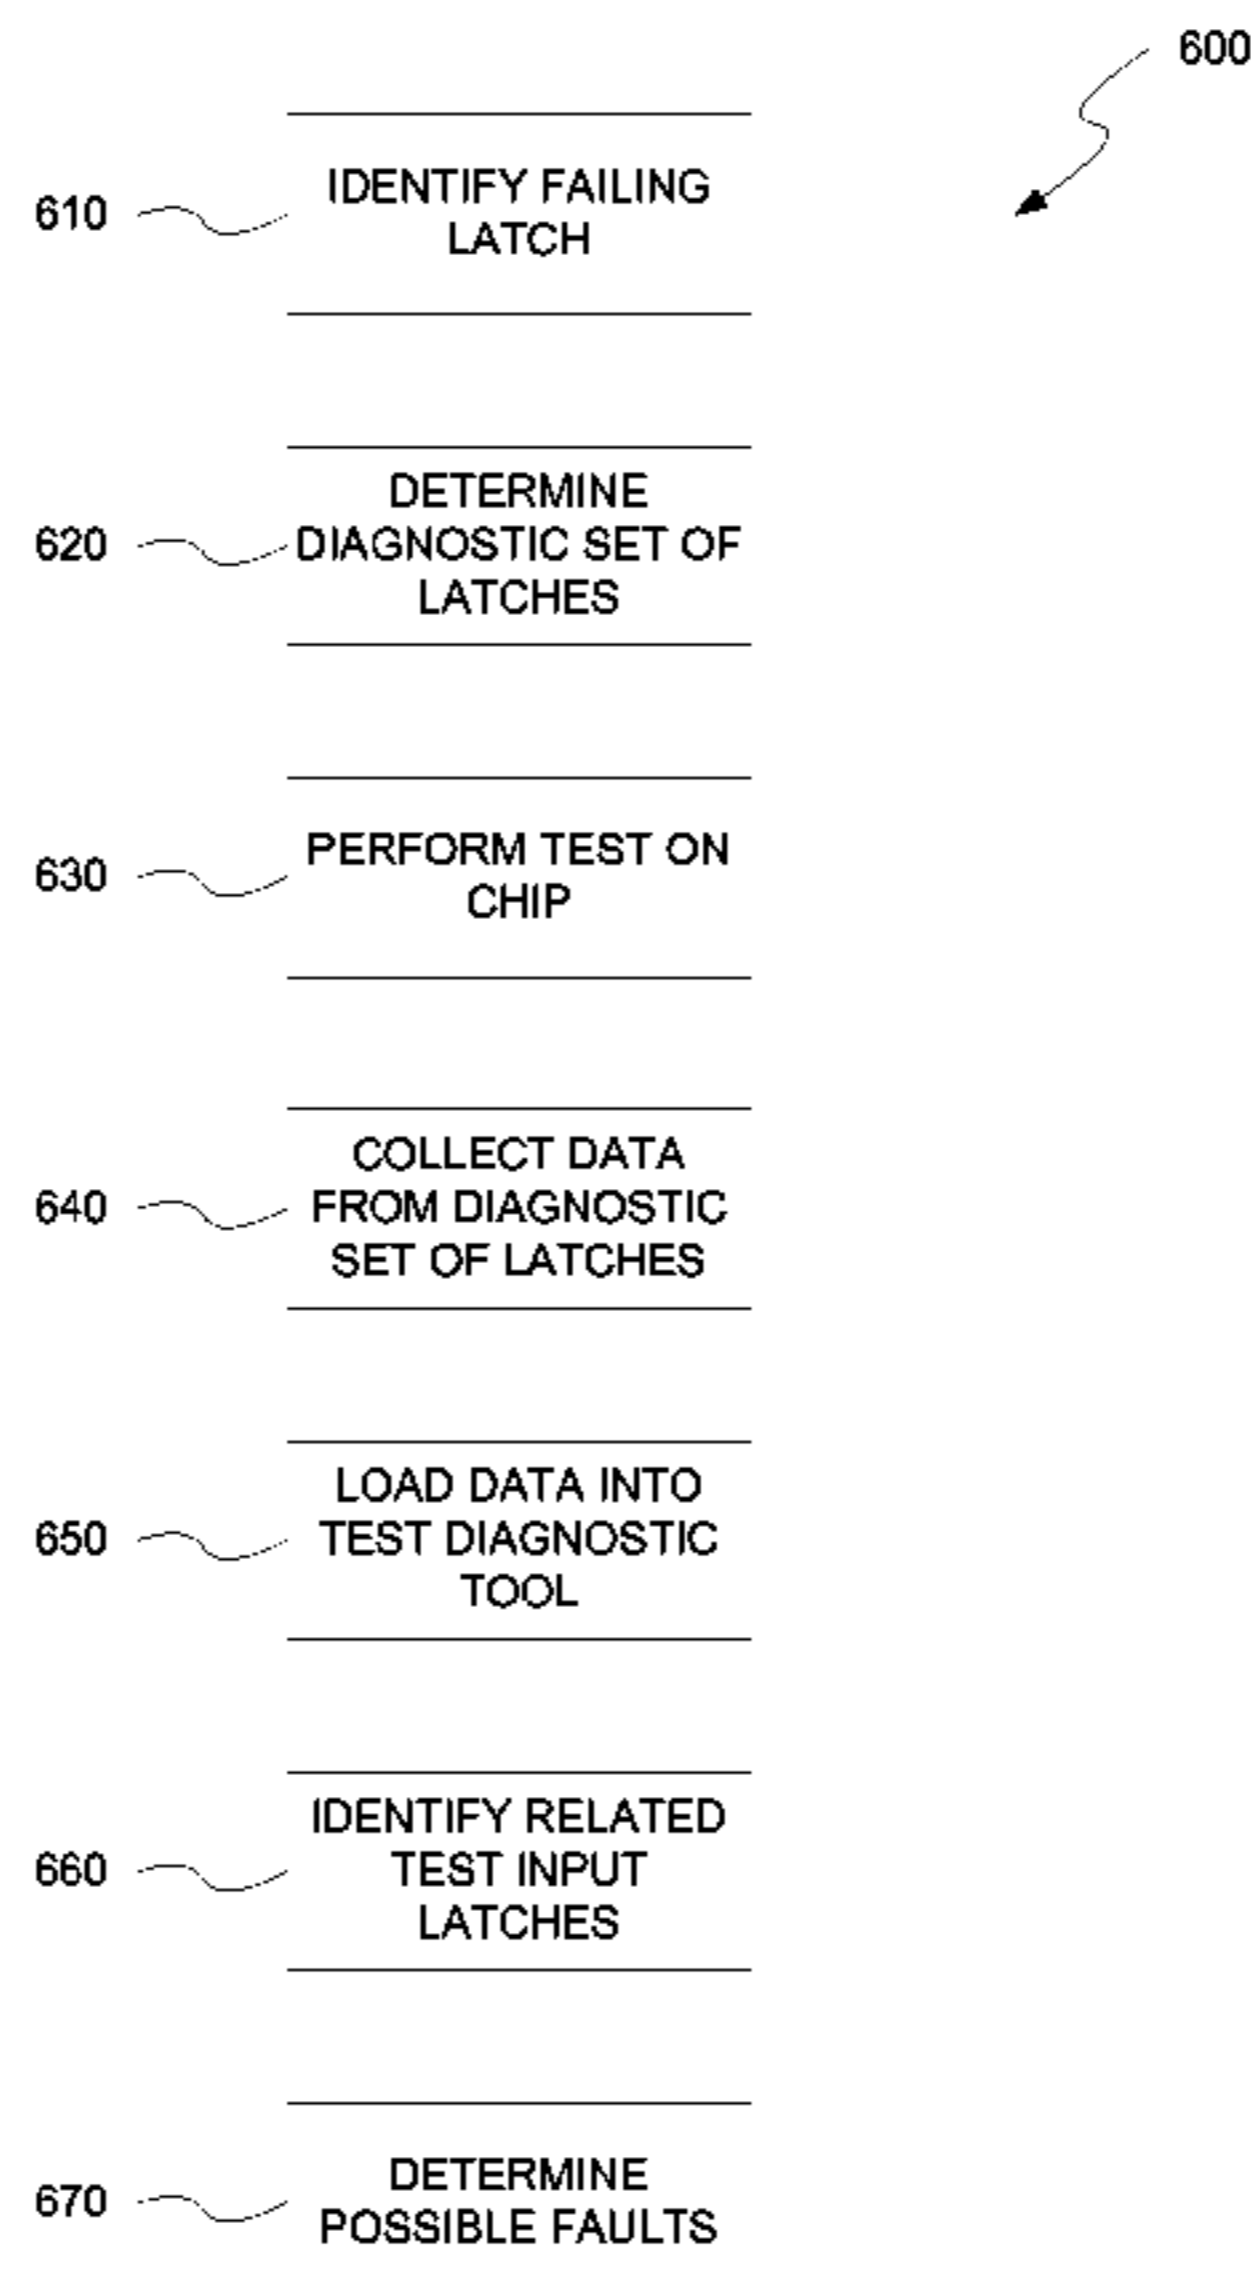 600
610
IDENTIFY FAILING
LATCH
620
DETERMINE
DIAGNOSTIC SET OF
LATCHES
630
PERFORM TEST ON
CHIP
640
COLLECT DATA
FROM DIAGNOSTIC
SET OF LATCHES
650
LOAD DATA INTO
TEST DIAGNOSTIC
TOOL
660
IDENTIFY RELATED
TEST INPUT
LATCHES
670
DETERMINE
POSSIBLE FAULTS